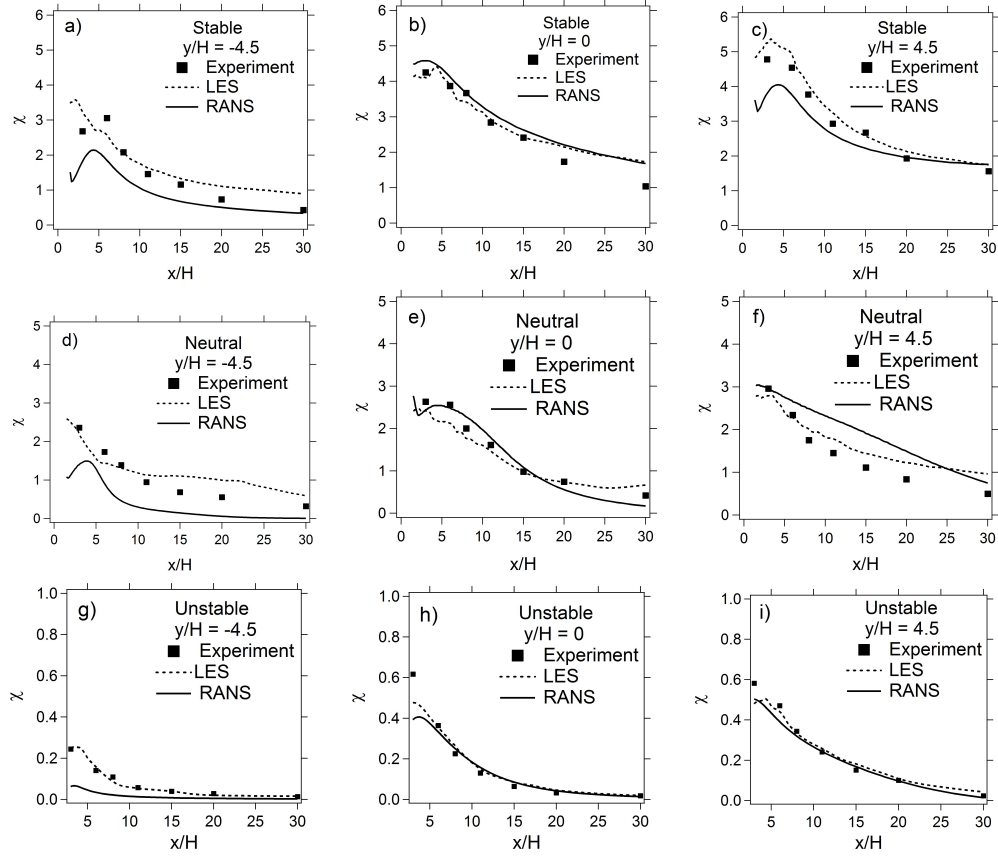 a)
Stable
y/H = -4.5
Experiment
LES
RANS
6
5
4
3
2
1
0
χ
0 5 10 15 20 25 30
x/H
b)
Stable
y/H = 0
Experiment
LES
RANS
6
5
4
3
2
1
0
χ
0 5 10 15 20 25 30
x/H
c)
Stable
y/H = 4.5
Experiment
LES
RANS
6
5
4
3
2
1
0
χ
0 5 10 15 20 25 30
x/H
d)
Neutral
y/H = -4.5
Experiment
LES
RANS
5
4
3
2
1
0
χ
0 5 10 15 20 25 30
x/H
e)
Neutral
y/H = 0
Experiment
LES
RANS
5
4
3
2
1
0
χ
0 5 10 15 20 25 30
x/H
f)
Neutral
y/H = 4.5
Experiment
LES
RANS
5
4
3
2
1
0
χ
0 5 10 15 20 25 30
x/H
g)
Unstable
y/H = -4.5
Experiment
LES
RANS
1.0
0.8
0.6
0.4
0.2
0.0
χ
5 10 15 20 25 30
x/H
h)
Unstable
y/H = 0
Experiment
LES
RANS
1.0
0.8
0.6
0.4
0.2
0.0
χ
5 10 15 20 25 30
x/H
i)
Unstable
y/H = 4.5
Experiment
LES
RANS
1.0
0.8
0.6
0.4
0.2
0.0
χ
5 10 15 20 25 30
x/H